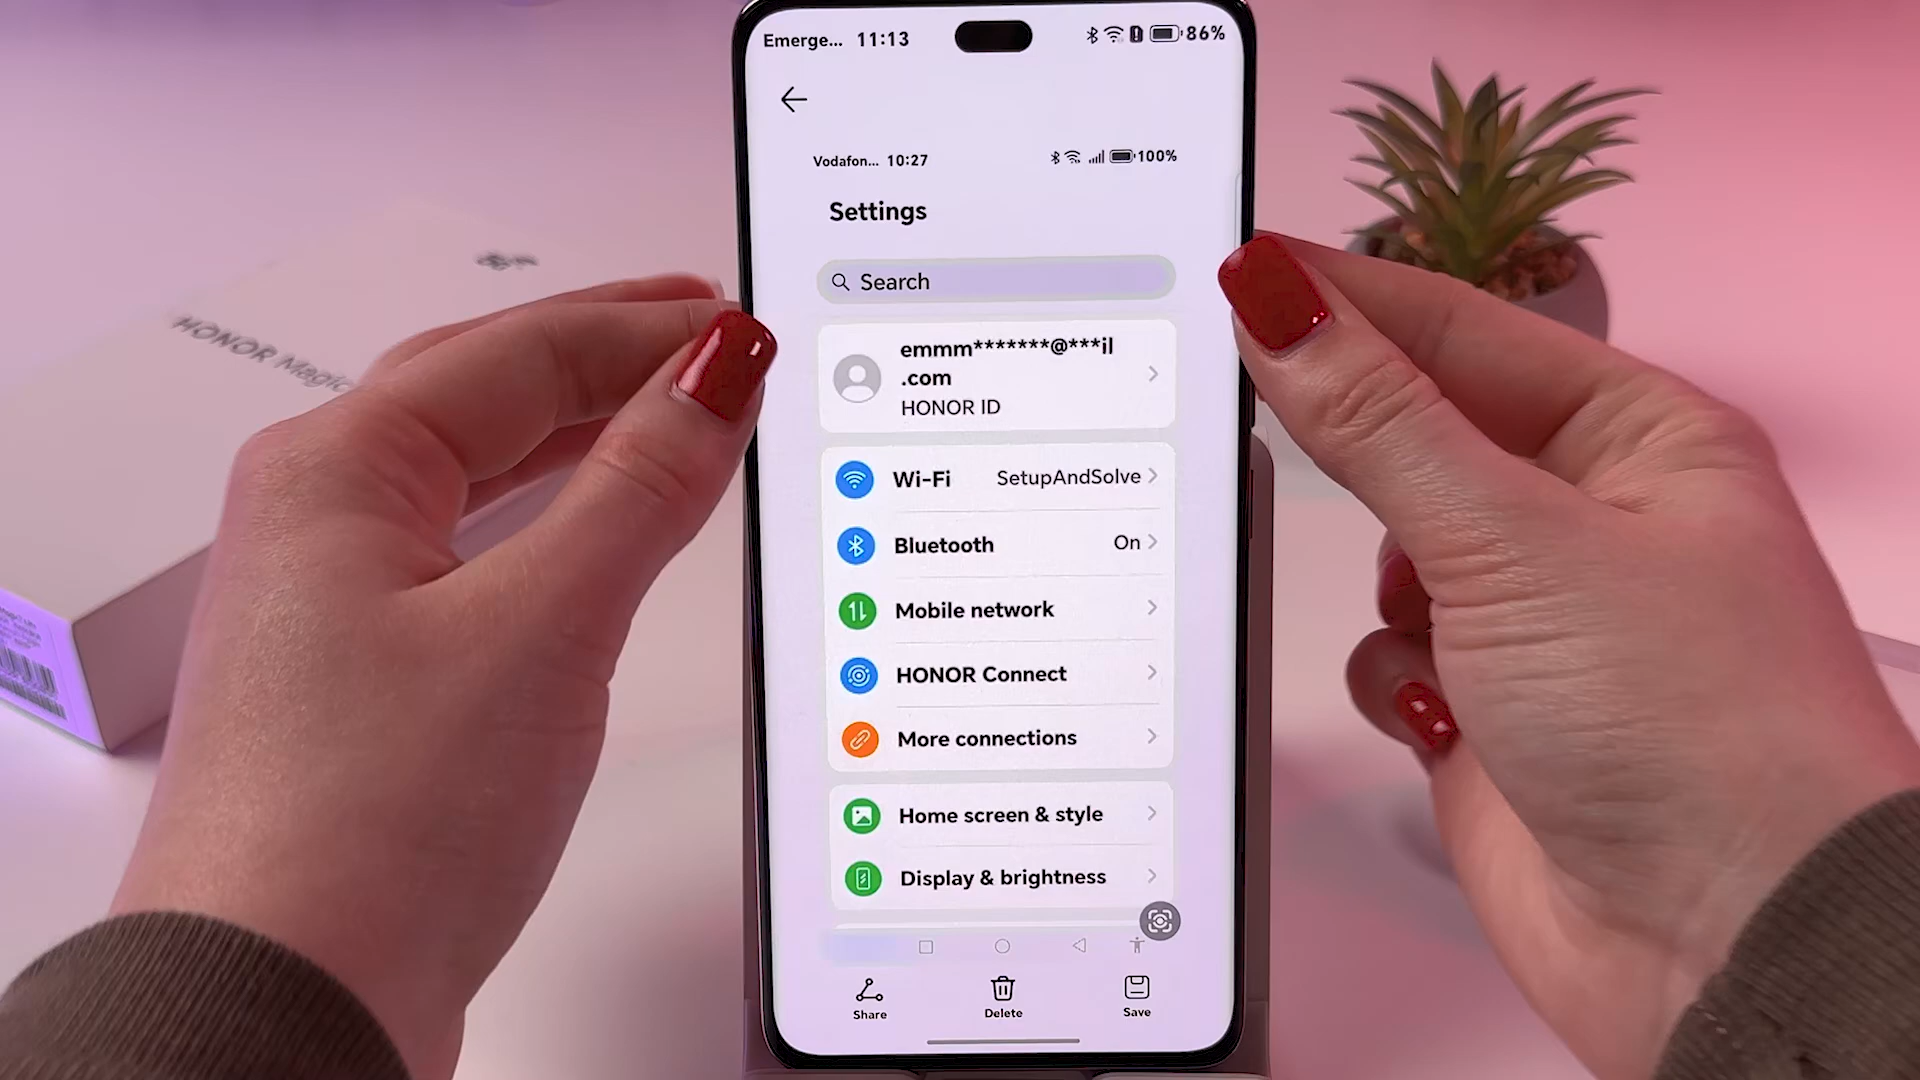 Emerge... 11:13 86%
Vodafon... 10:27 100%
Settings
Search
emmm*******@***il
.com
HONOR ID
Wi-Fi SetupAndSolve
Bluetooth On
Mobile network
HONOR Connect
More connections
Home screen & style
Display & brightness
Share Delete Save
HONOR Magic